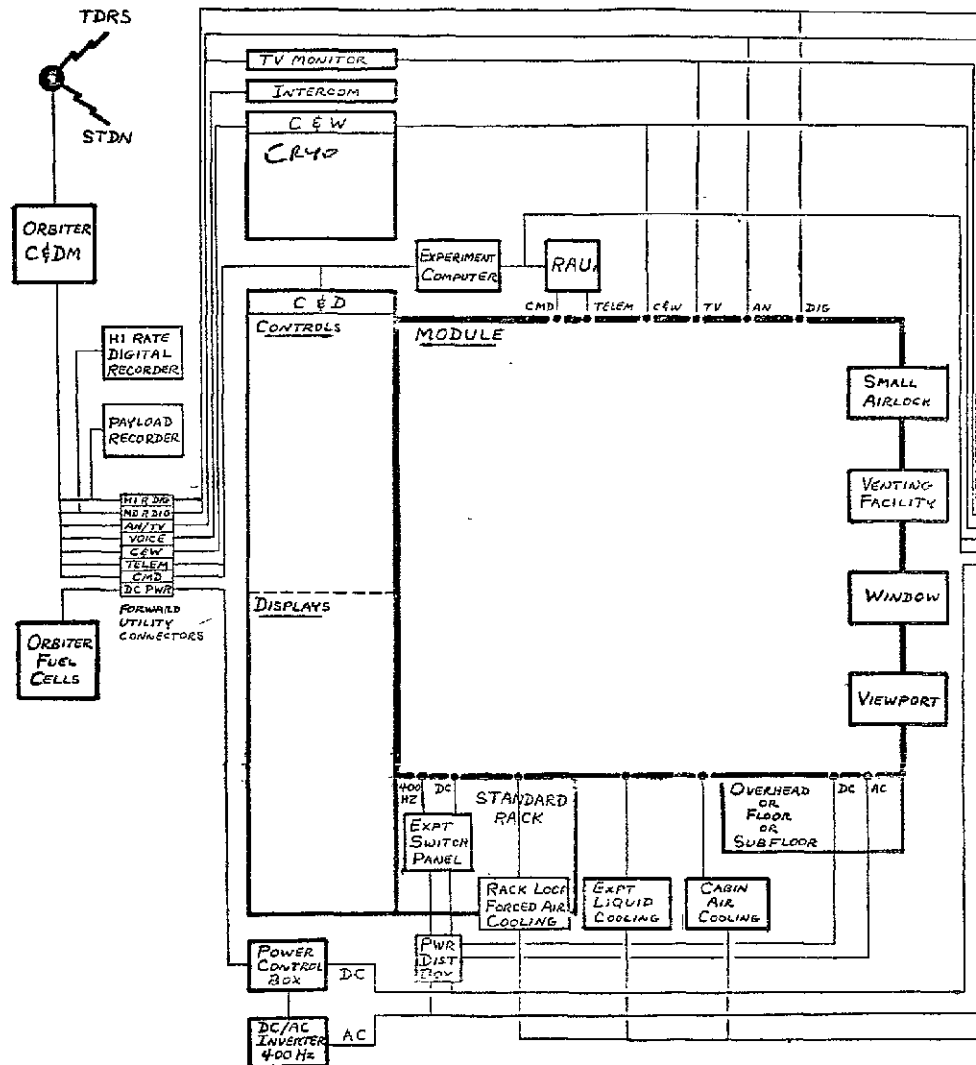 TDRS
STDN
ORBITER
C&DM
TV MONITOR
INTERCOM
C & W
CRYO
EXPERIMENT
COMPUTER
RAU
CMD
TELEM
C&W
TV
AN
DIG
C & D
CONTROLS
MODULE
HI RATE
DIGITAL
RECORDER
PAYLOAD
RECORDER
HI R DIG
MD R DIG
AN/TV
VOICE
C&W
TELEM
CMD
DC PWR
FORWARD
UTILITY
CONNECTORS
ORBITER
FUEL
CELLS
DISPLAYS
SMALL
AIRLOCK
VENTING
FACILITY
WINDOW
VIEWPORT
400
HZ
DC
STANDARD
RACK
EXPT
SWITCH
PANEL
DC
AC
OVERHEAD
OR
FLOOR
OR
SUBFLOOR
RACK
FORCED AIR
COOLING
EXPT
LIQUID
COOLING
CABIN
AIR
COOLING
PWR
DIST
BOX
POWER
CONTROL
BOX
DC
DC/AC
INVERTER
400 HZ
AC